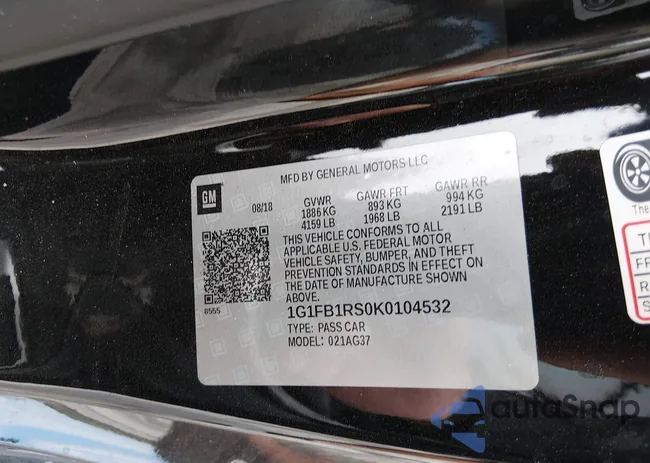 MFD BY GENERAL MOTORS LLC
GM
08/18
GVWR
1886 KG
4159 LB
GAWR FRT
893 KG
1968 LB
GAWR RR
994 KG
2191 LB
THIS VEHICLE CONFORMS TO ALL
APPLICABLE U.S. FEDERAL MOTOR
VEHICLE SAFETY, BUMPER, AND THEFT
PREVENTION STANDARDS IN EFFECT ON
THE DATE OF MANUFACTURE SHOWN
ABOVE.
8555
1G1FB1RS0K0104532
TYPE: PASS CAR
MODEL: 021AG37
The
autoSnap